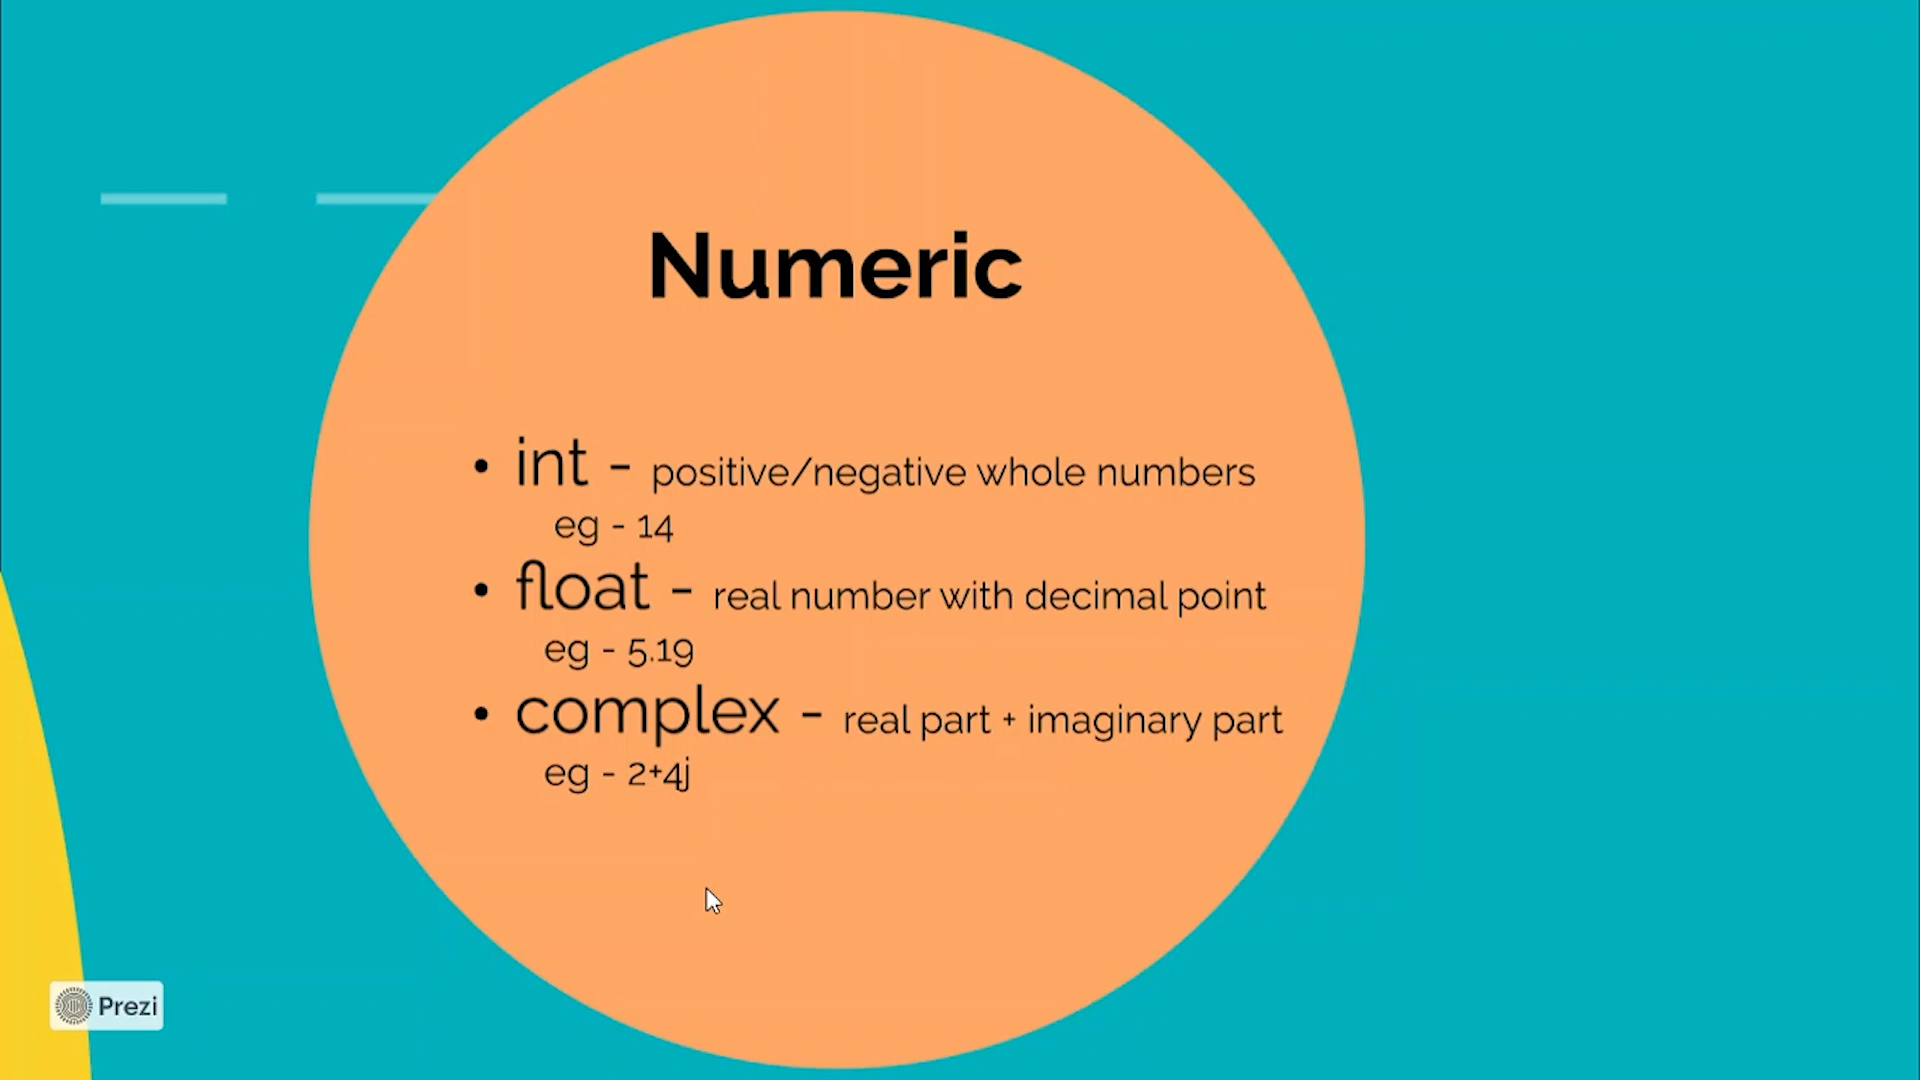 Numeric
• int - positive/negative whole numbers
eg - 14
• float - real number with decimal point
eg - 5.19
• complex - real part + imaginary part
eg - 2+4j
Prezi